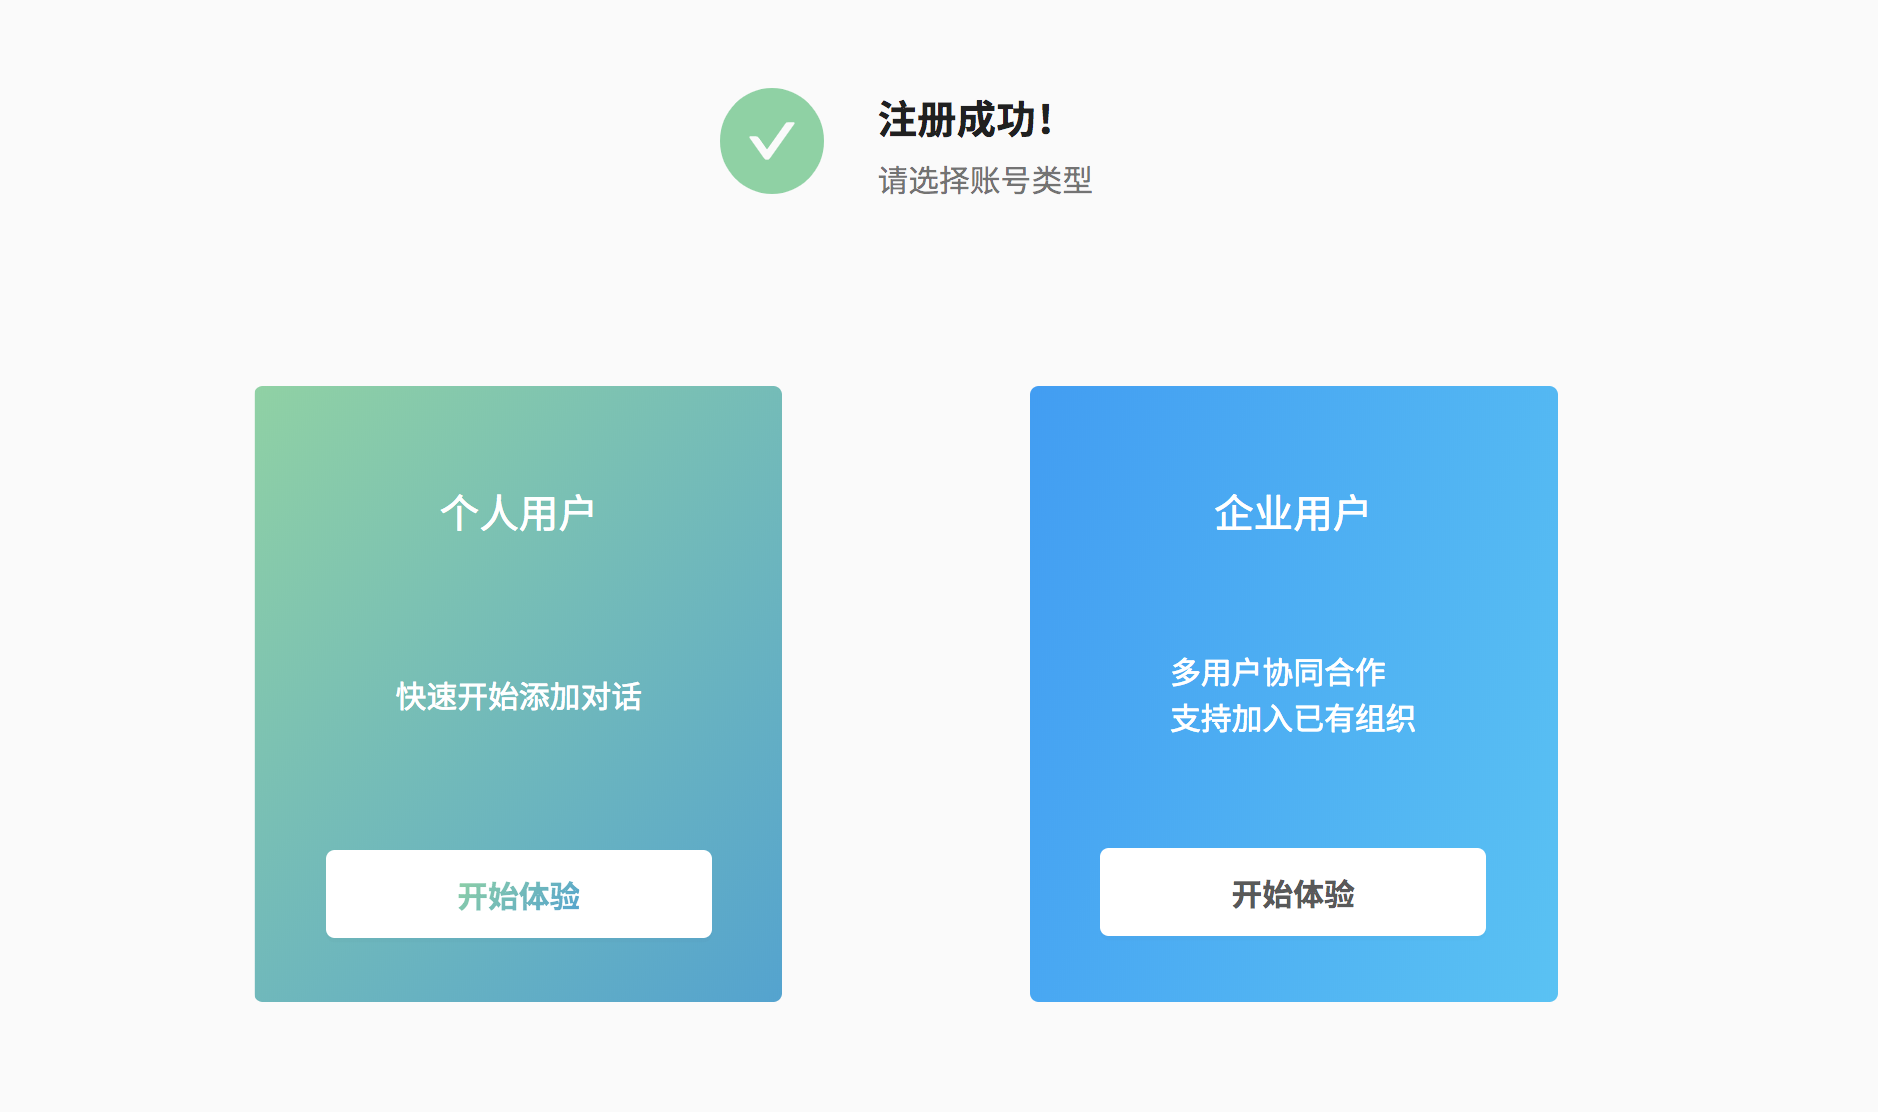 注册成功！
请选择账号类型
个人用户
快速开始添加对话
开始体验
企业用户
多用户协同合作
支持加入已有组织
开始体验